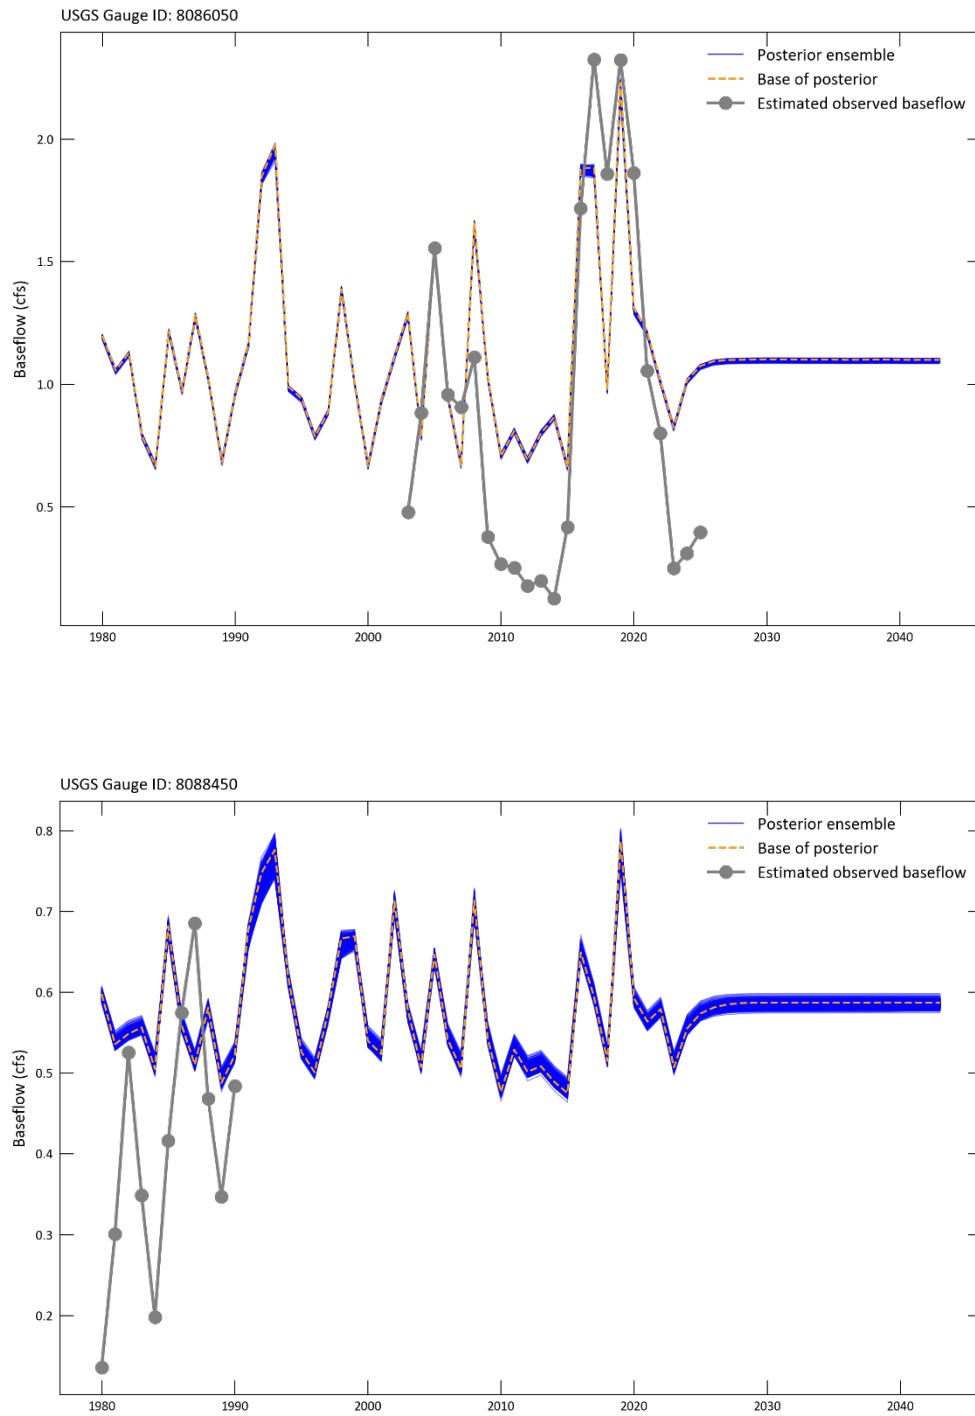 USGS Gauge ID: 8086050
Posterior ensemble
Base of posterior
Estimated observed baseflow
2.0
1.5
1.0
0.5
Baseflow (cfs)
1980 1990 2000 2010 2020 2030 2040
USGS Gauge ID: 8088450
Posterior ensemble
Base of posterior
Estimated observed baseflow
0.8
0.7
0.6
0.5
0.4
0.3
0.2
Baseflow (cfs)
1980 1990 2000 2010 2020 2030 2040